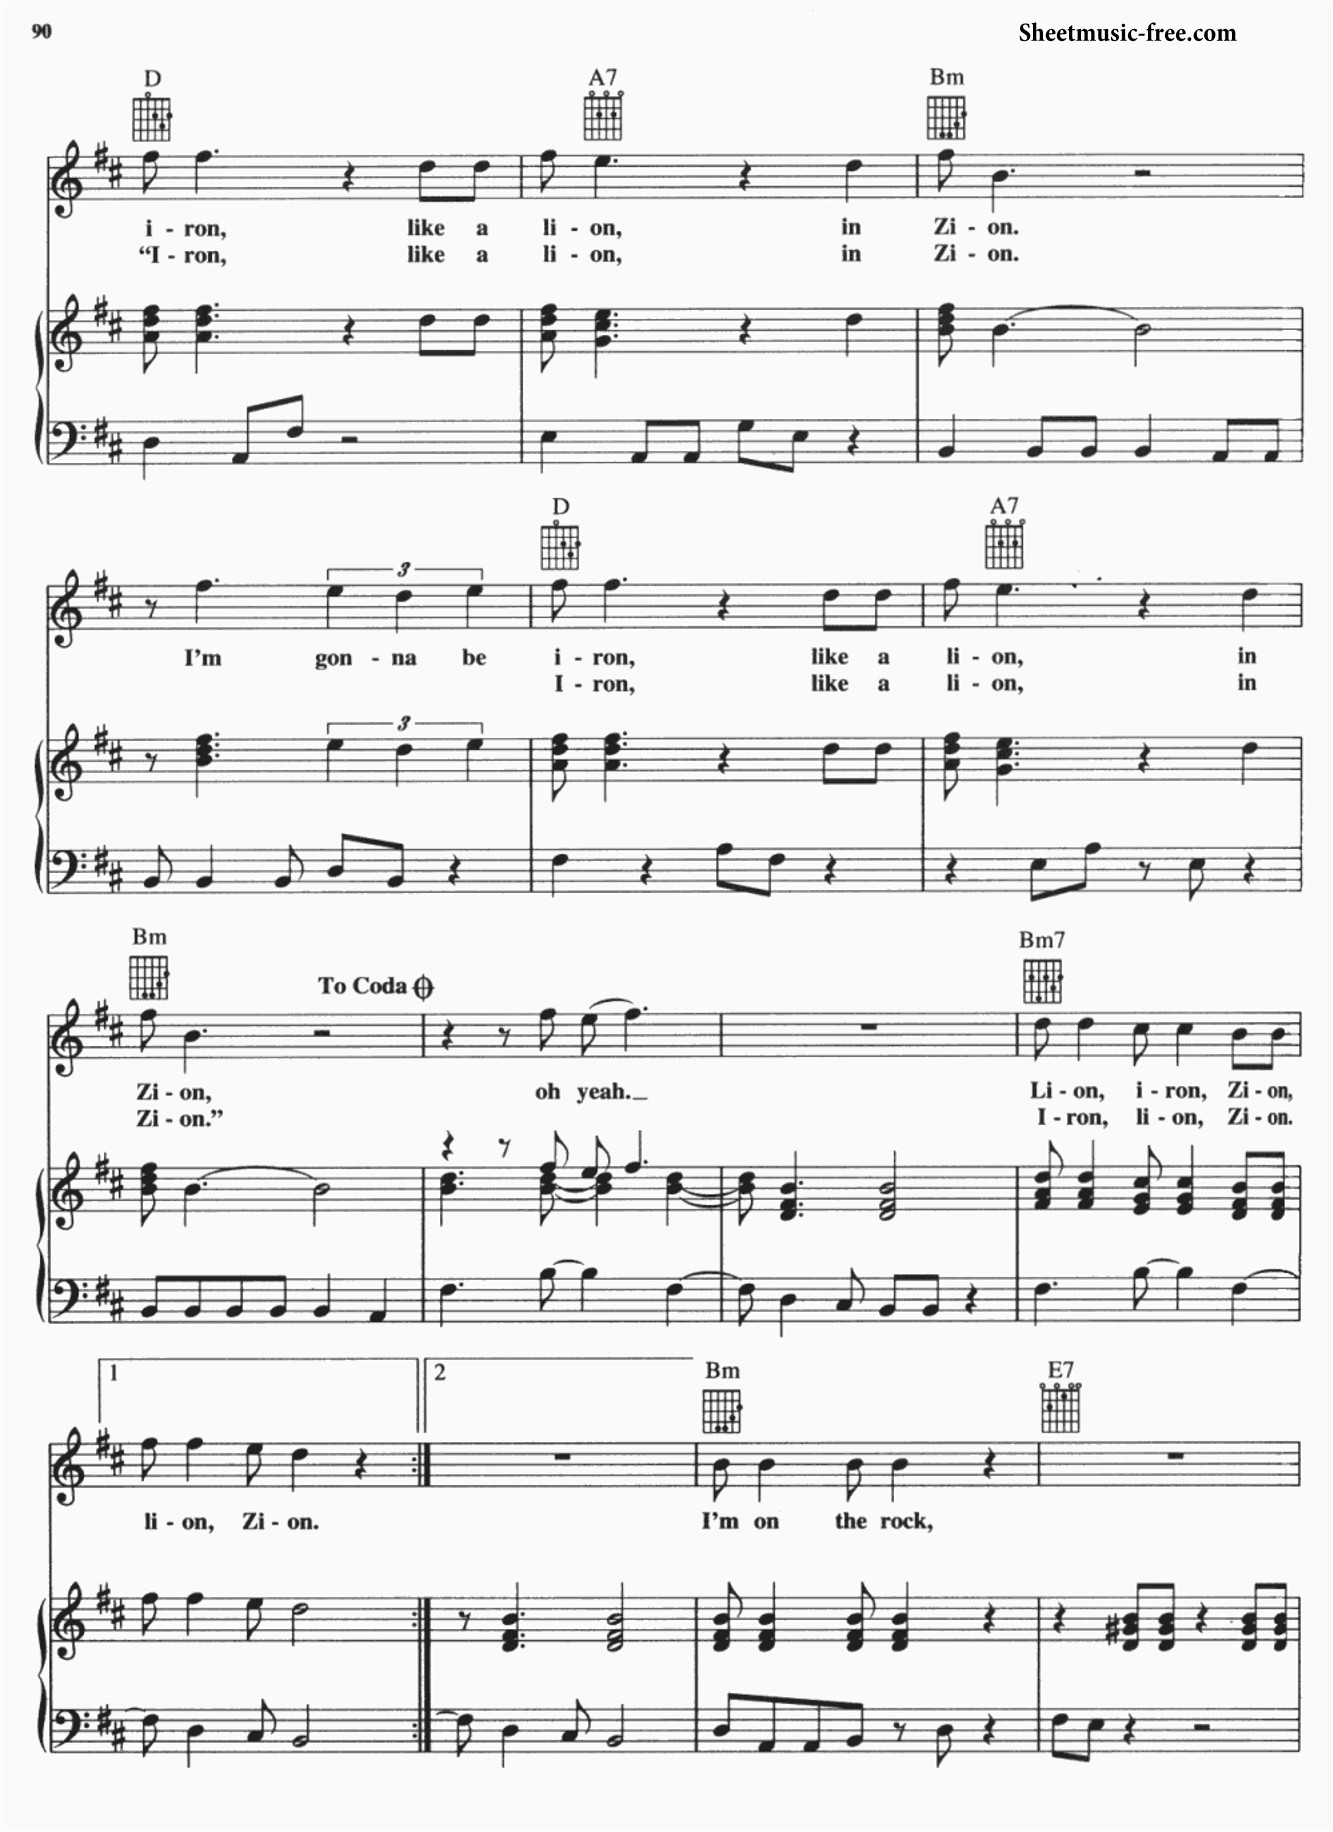 90
Sheetmusic-free.com
D A7 Bm
i - ron, like a li - on, in Zi - on.
“I - ron, like a li - on, in Zi - on.
D A7
3
I’m gon - na be i - ron, like a li - on, in
I - ron, like a li - on, in
3
Bm To Coda Bm7
Zi - on, oh yeah. Li - on, i - ron, Zi - on,
Zi - on.” I - ron, li - on, Zi - on.
1 2 Bm E7
li - on, Zi - on. I’m on the rock,